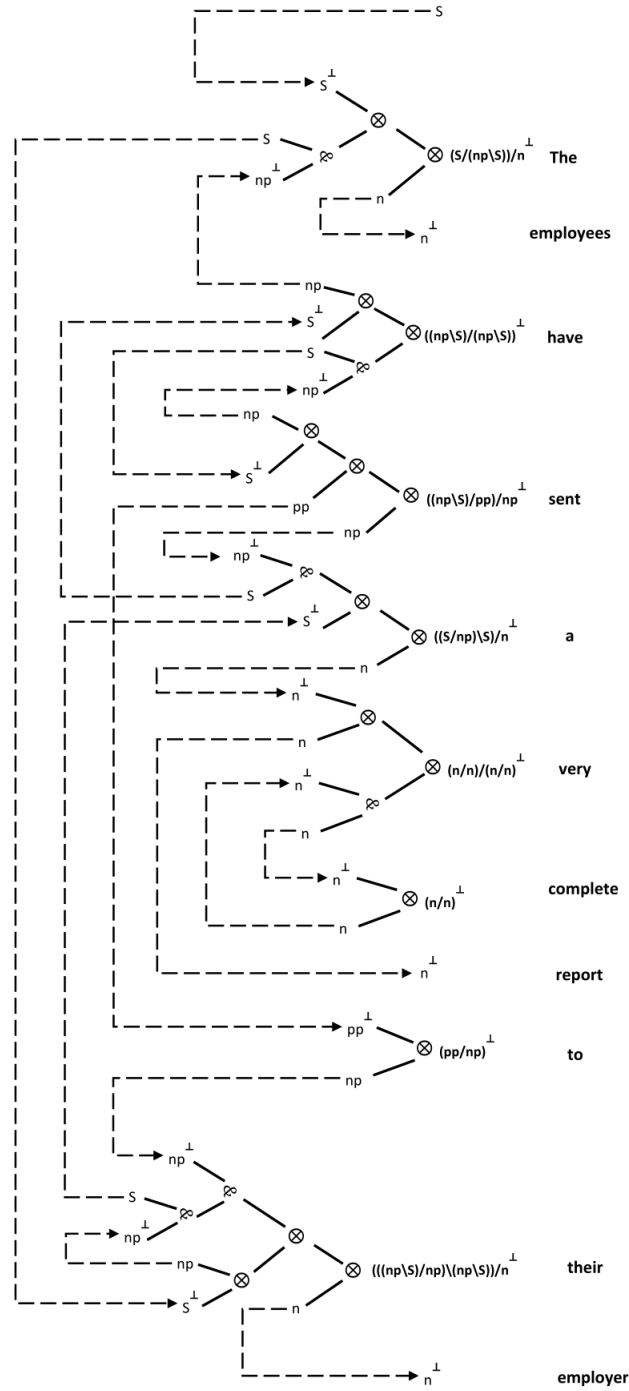 S
S⊥
⊗
S
&
⊗ (S/(np\S))/n⊥ The
np⊥
n
n⊥ employees
np
⊗
S⊥
⊗ ((np\S)/(np\S))⊥ have
S
&
np⊥
np
⊗
⊗
S⊥
⊗ ((np\S)/pp)/np⊥ sent
pp
np
np⊥
&
S
⊗
S⊥
⊗ ((S/np)\S)/n⊥ a
n
n⊥
⊗
n
⊗ (n/n)/(n/n)⊥ very
n⊥
&
n
n⊥ complete
⊗ (n/n)⊥
n
n⊥ report
pp⊥
⊗ (pp/np)⊥ to
np
np⊥
&
S
&
np⊥
⊗
np
⊗ (((np\S)/np)\(np\S))/n⊥ their
⊗
S⊥
n
n⊥ employer